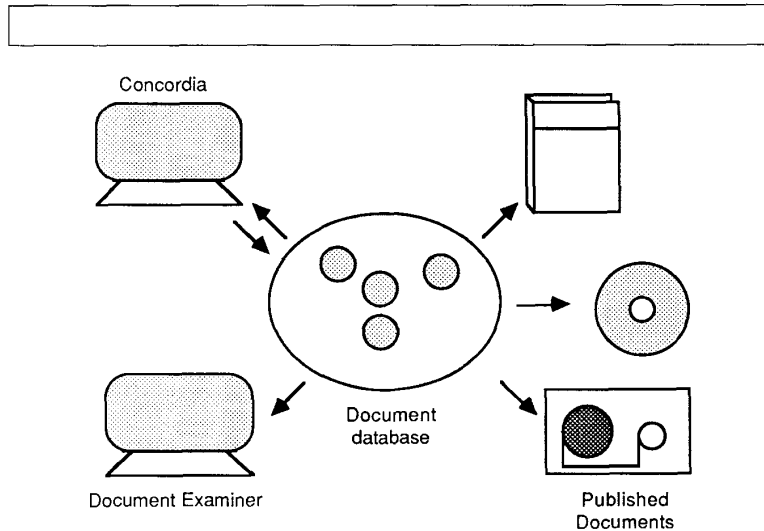 Concordia
Document
database
Document Examiner
Published
Documents